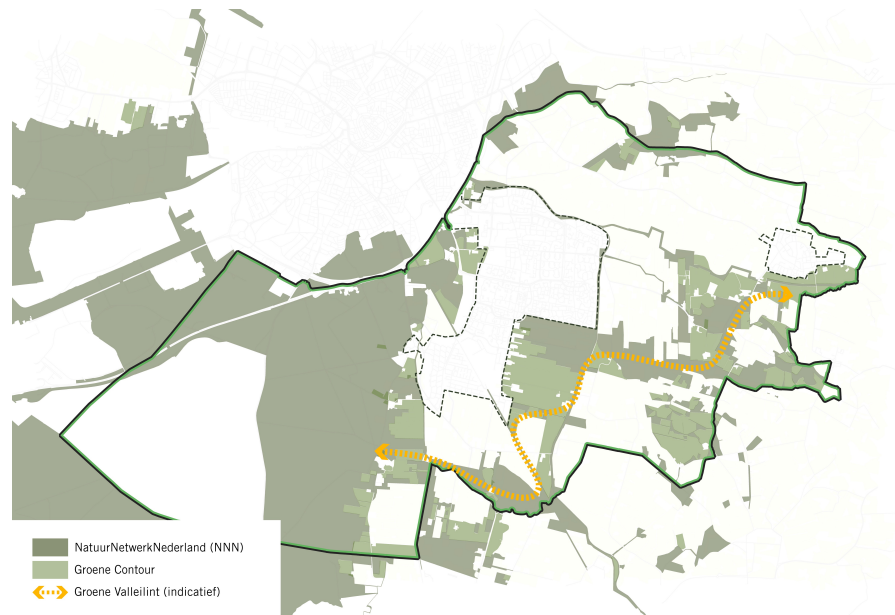 NatuurNetwerkNederland (NNN)
Groene Contour
Groene Valleilint (indicatief)